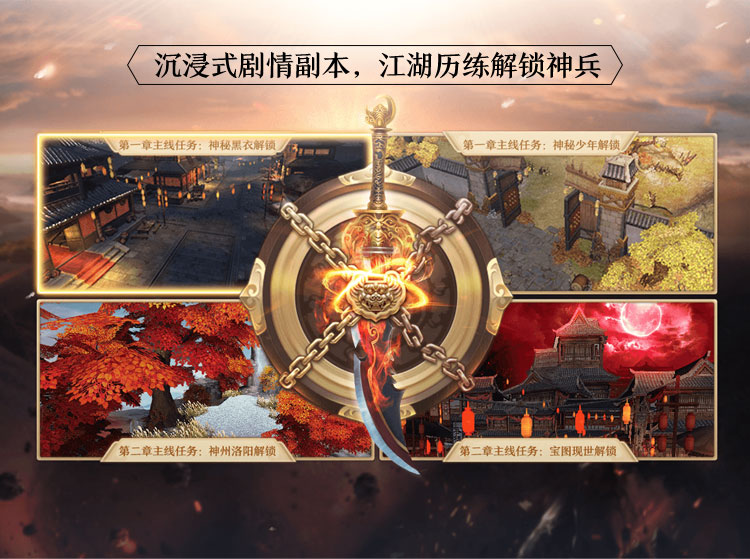 沉浸式剧情副本，江湖历练解锁神兵
第一章主线任务：神秘黑衣解锁
第一章主线任务：神秘少年解锁
第二章主线任务：神州洛阳解锁
第二章主线任务：宝图现世解锁